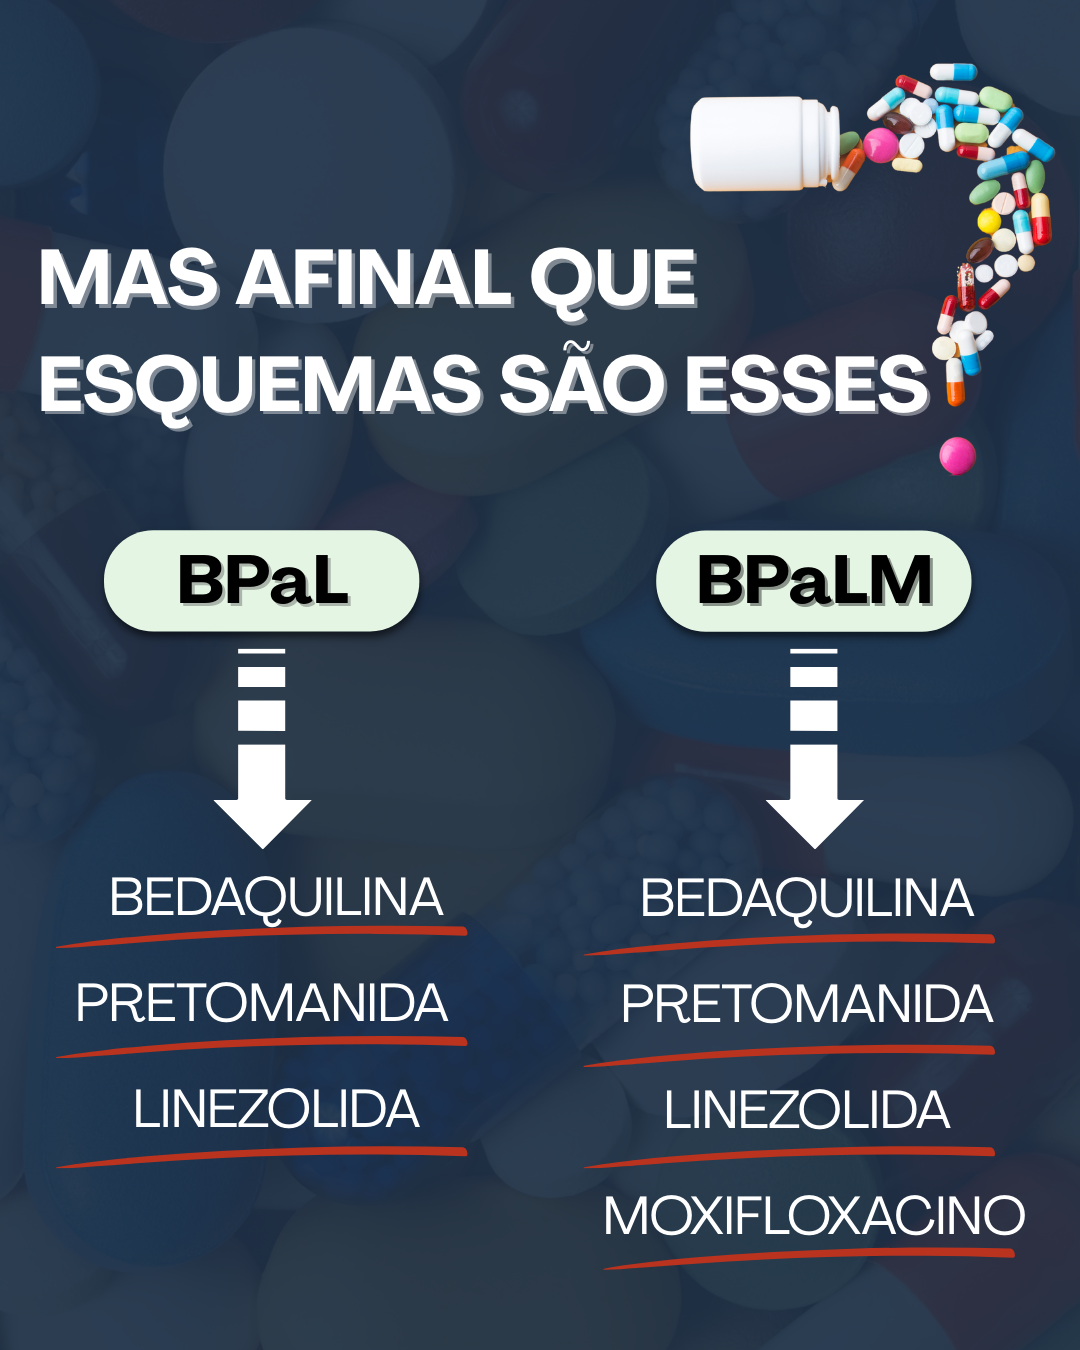 MAS AFINAL QUE
ESQUEMAS SÃO ESSES
BPaL
BEDAQUILINA
PRETOMANIDA
LINEZOLIDA
BPaLM
BEDAQUILINA
PRETOMANIDA
LINEZOLIDA
MOXIFLOXACINO